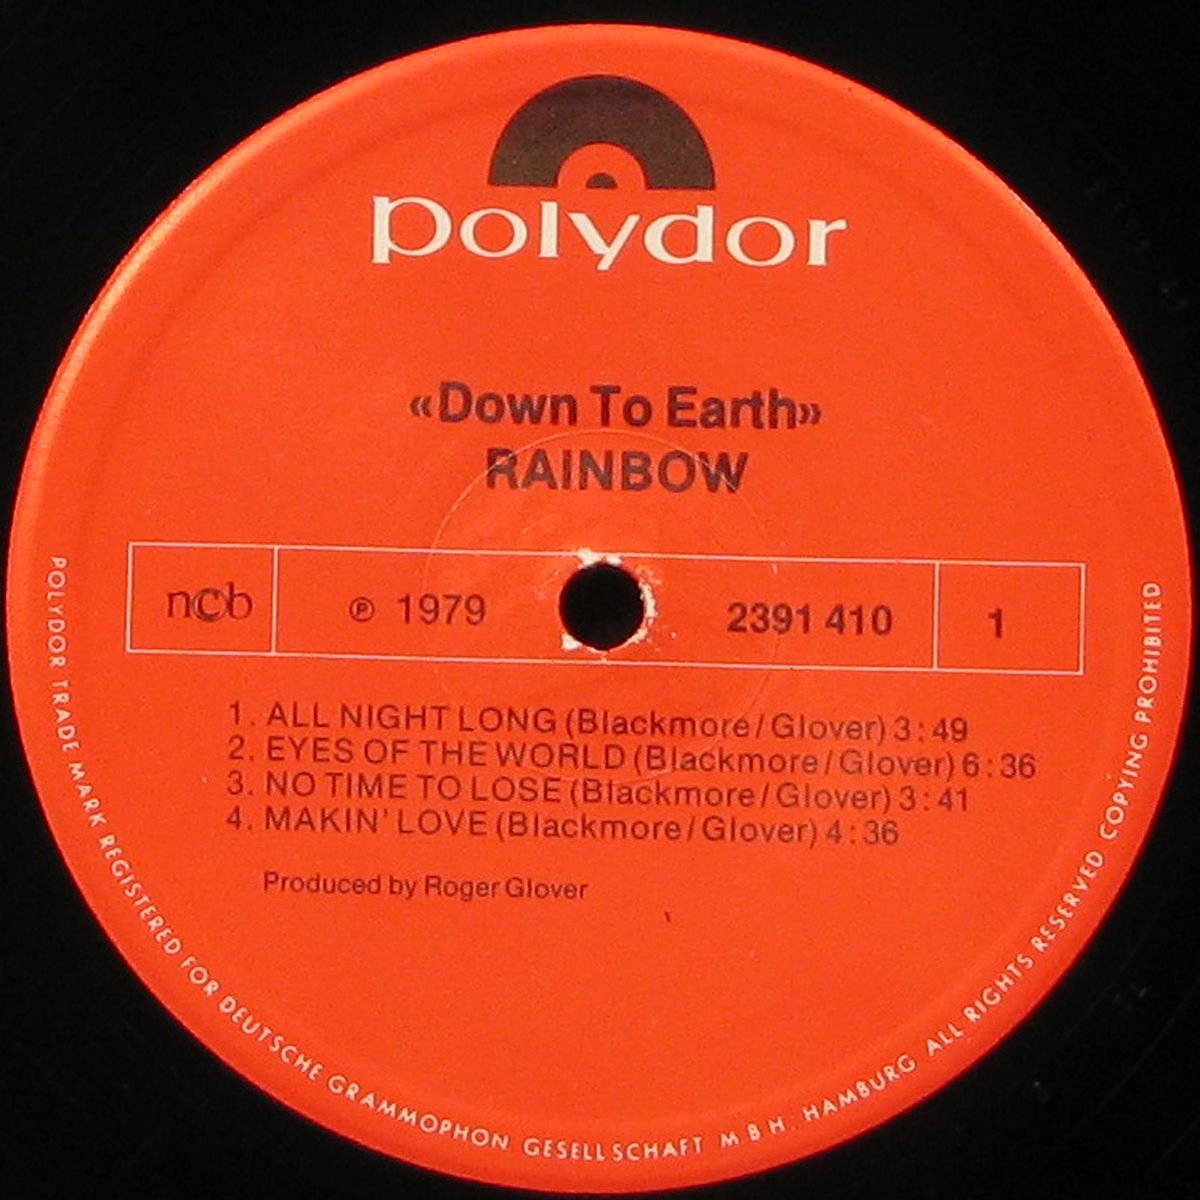 polydor
«Down To Earth»
RAINBOW
ncb
℗ 1979
2391 410
1
1. ALL NIGHT LONG (Blackmore/Glover) 3:49
2. EYES OF THE WORLD (Blackmore/Glover) 6:36
3. NO TIME TO LOSE (Blackmore/Glover) 3:41
4. MAKIN' LOVE (Blackmore/Glover) 4:36
Produced by Roger Glover
POLYDOR TRADE MARK REGISTERED FOR DEUTSCHE GRAMMOPHON GESELLSCHAFT M B H. HAMBURG ALL RIGHTS RESERVED COPYING PROHIBITED